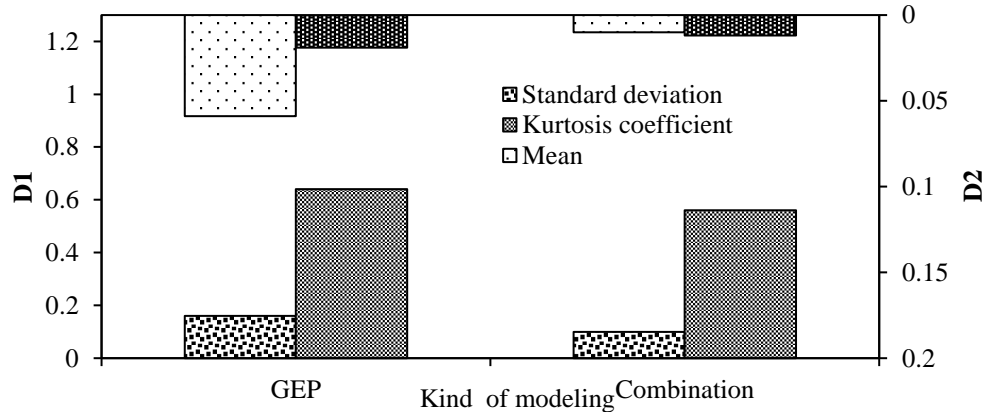 1.2
1
0.8
0.6
0.4
0.2
0
D1
Standard deviation
Kurtosis coefficient
Mean
0
0.05
0.1
0.15
0.2
D2
GEP
Combination
Kind of modeling